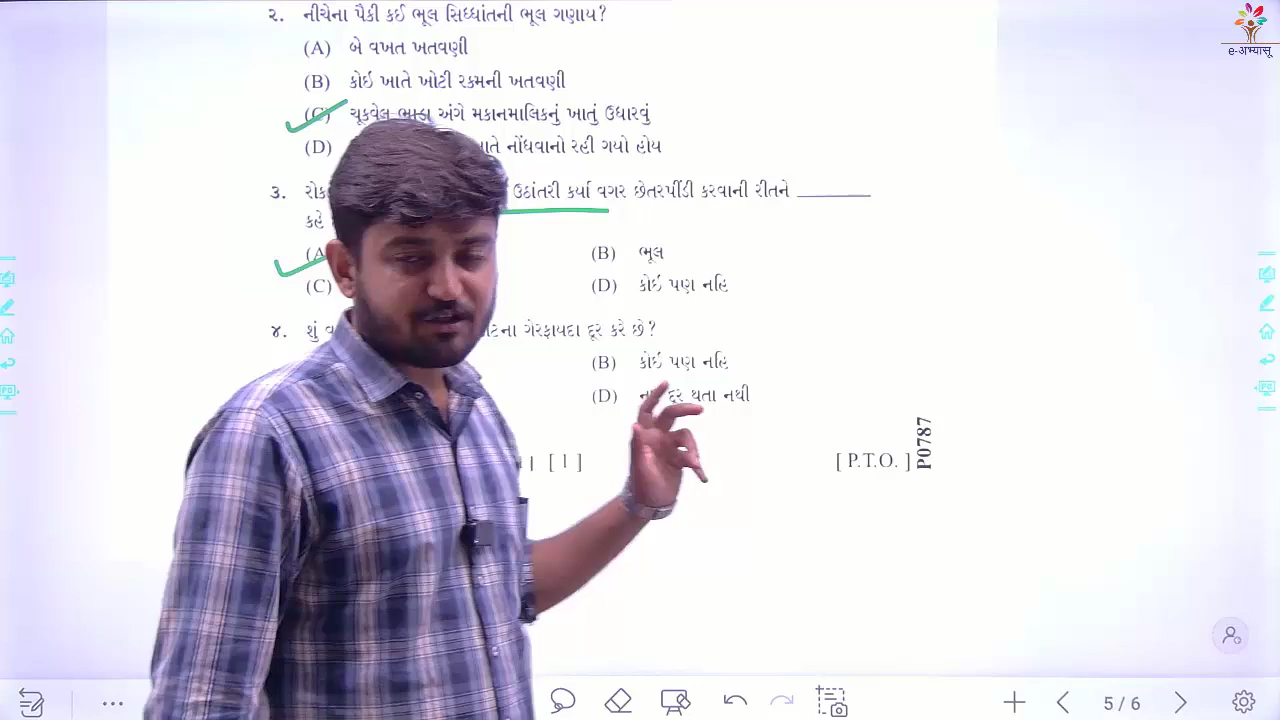 ૨. નીચેના પૈકી કઈ ભૂલ સિધ્ધાંતની ભૂલ ગણાય?
(A) બે વખત ખતવણી
(B) કોઇ ખાતે ખોટી રકમની ખતવણી
(C) ચૂકવેલ ભાડા અંગે મકાનમાલિકનું ખાતું ઉધારવું
(D) નોંધવાનો રહી ગયો હોય
૩. ઉઠાંતરી કર્યા વગર છેતરપીંડી કરવાની રીતને ________
કહે
(A (B) ભૂલ
(C) (D) કોઈ પણ નહિ
૪. શું ગેરફાયદા દૂર કરે છે?
(B) કોઈ પણ નહિ
(D) દૂર થતા નથી
[ 1 ] [ P.T.O. ]
P0787
e-अभ्यासू
5 / 6